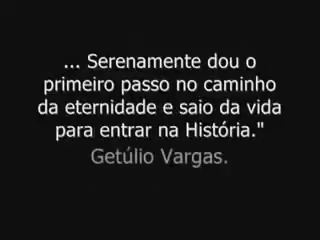 ... Serenamente dou o
primeiro passo no caminho
da eternidade e saio da vida
para entrar na História."
Getúlio Vargas.